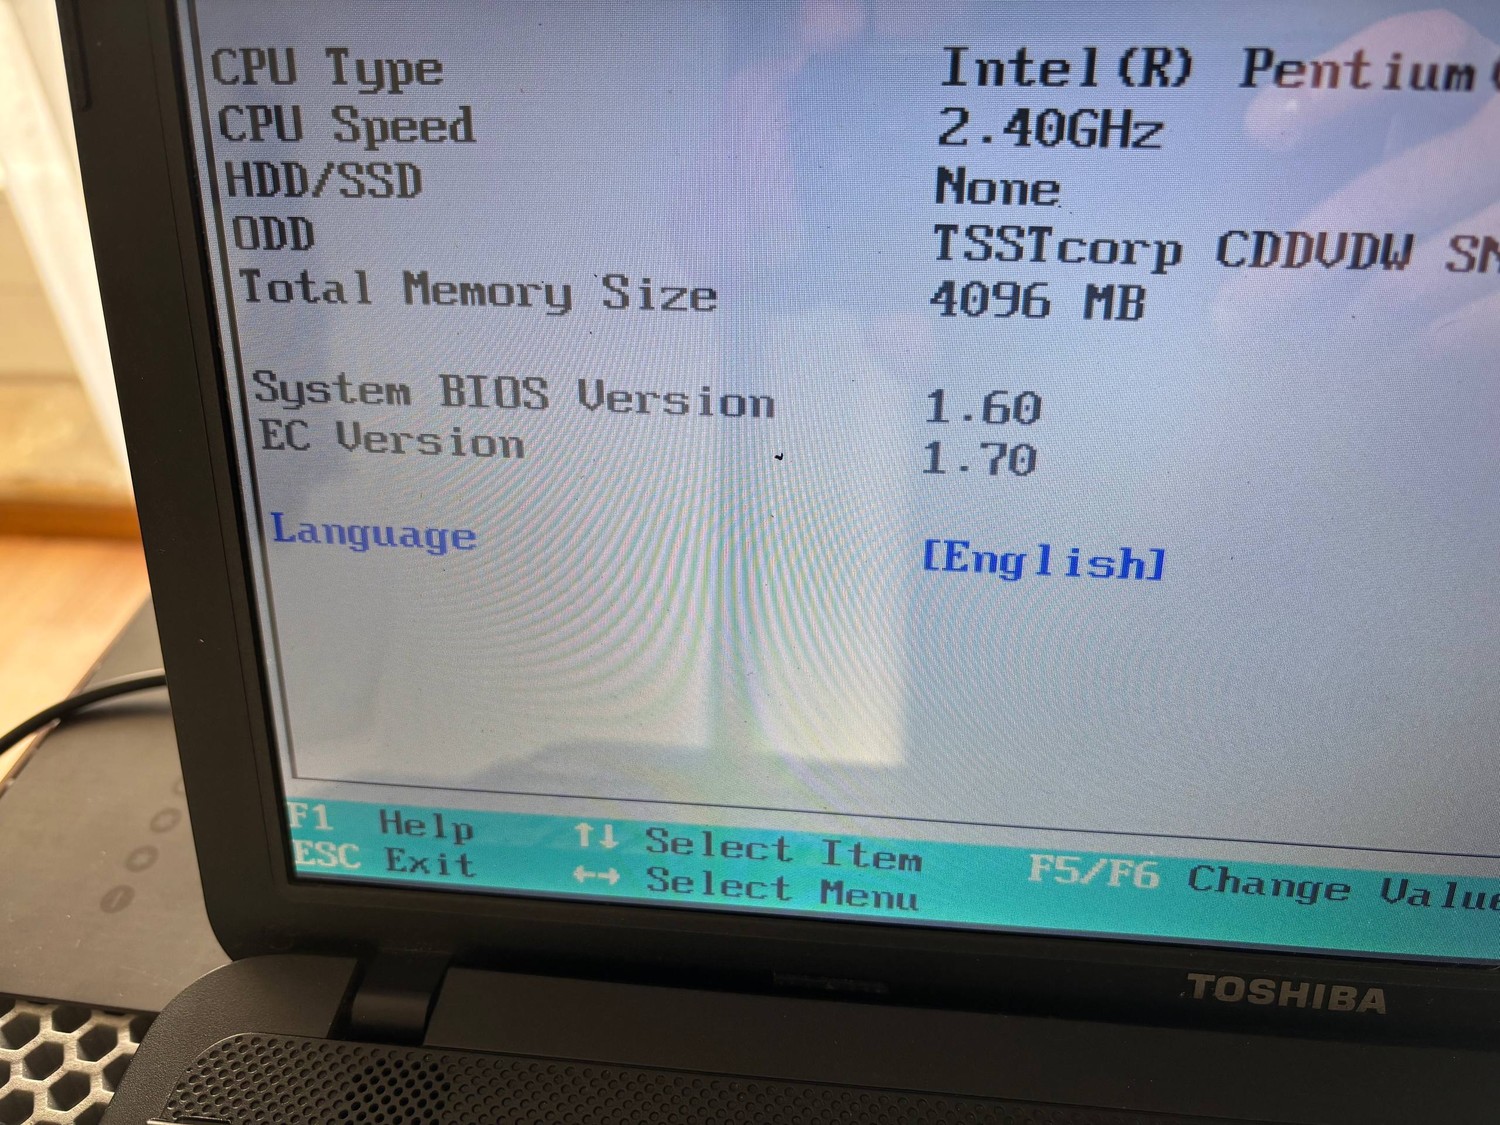 CPU Type Intel(R) Pentium
CPU Speed 2.40GHz
HDD/SSD None
ODD TSSTcorp CDDVDW SN
Total Memory Size 4096 MB
System BIOS Version 1.60
EC Version 1.70
Language [English]
F1 Help ↑↓ Select Item F5/F6 Change Value
ESC Exit ←→ Select Menu
TOSHIBA